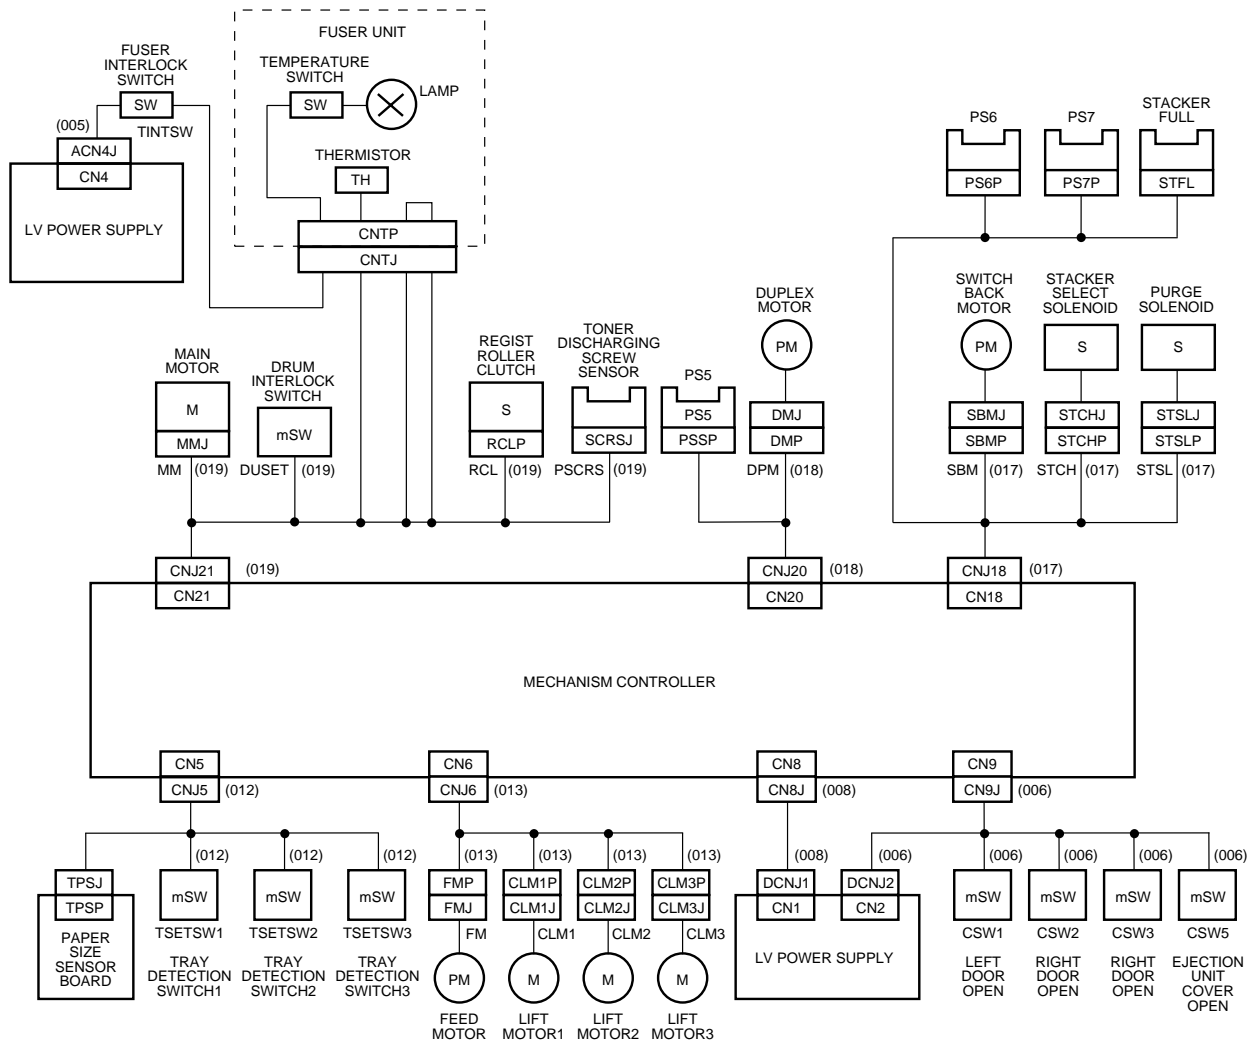 FUSER UNIT
FUSER
INTERLOCK
SWITCH
SW
TINTSW
(005)
ACN4J
CN4
LV POWER SUPPLY
TEMPERATURE
SWITCH
SW
LAMP
THERMISTOR
TH
CNTP
CNTJ
PS6
PS6P
PS7
PS7P
STACKER
FULL
STFL
MAIN
MOTOR
M
MMJ
MM
(019)
DRUM
INTERLOCK
SWITCH
mSW
DUSET
(019)
REGIST
ROLLER
CLUTCH
S
RCLP
RCL
(019)
TONER
DISCHARGING
SCREW
SENSOR
SCRSJ
PSCRS
(019)
PS5
PS5
PSSP
DUPLEX
MOTOR
PM
DMJ
DMP
DPM
(018)
SWITCH
BACK
MOTOR
PM
SBMJ
SBMP
SBM
(017)
STACKER
SELECT
SOLENOID
S
STCHJ
STCHP
STCH
(017)
PURGE
SOLENOID
S
STSLJ
STSLP
STSL
(017)
CNJ21
(019)
CN21
CNJ20
(018)
CN20
CNJ18
(017)
CN18
MECHANISM CONTROLLER
CN5
CNJ5
(012)
CN6
CNJ6
(013)
CN8
CN8J
(008)
CN9
CN9J
(006)
TPSJ
TPSP
PAPER
SIZE
SENSOR
BOARD
(012)
mSW
TSETSW1
TRAY
DETECTION
SWITCH1
(012)
mSW
TSETSW2
TRAY
DETECTION
SWITCH2
(012)
mSW
TSETSW3
TRAY
DETECTION
SWITCH3
(013)
FMP
FMJ
FM
PM
FEED
MOTOR
(013)
CLM1P
CLM1J
CLM1
M
LIFT
MOTOR1
(013)
CLM2P
CLM2J
CLM2
M
LIFT
MOTOR2
(013)
CLM3P
CLM3J
CLM3
M
LIFT
MOTOR3
(008)
DCNJ1
CN1
(006)
DCNJ2
CN2
LV POWER SUPPLY
(006)
mSW
CSW1
LEFT
DOOR
OPEN
(006)
mSW
CSW2
RIGHT
DOOR
OPEN
(006)
mSW
CSW3
RIGHT
DOOR
OPEN
(006)
mSW
CSW5
EJECTION
UNIT
COVER
OPEN